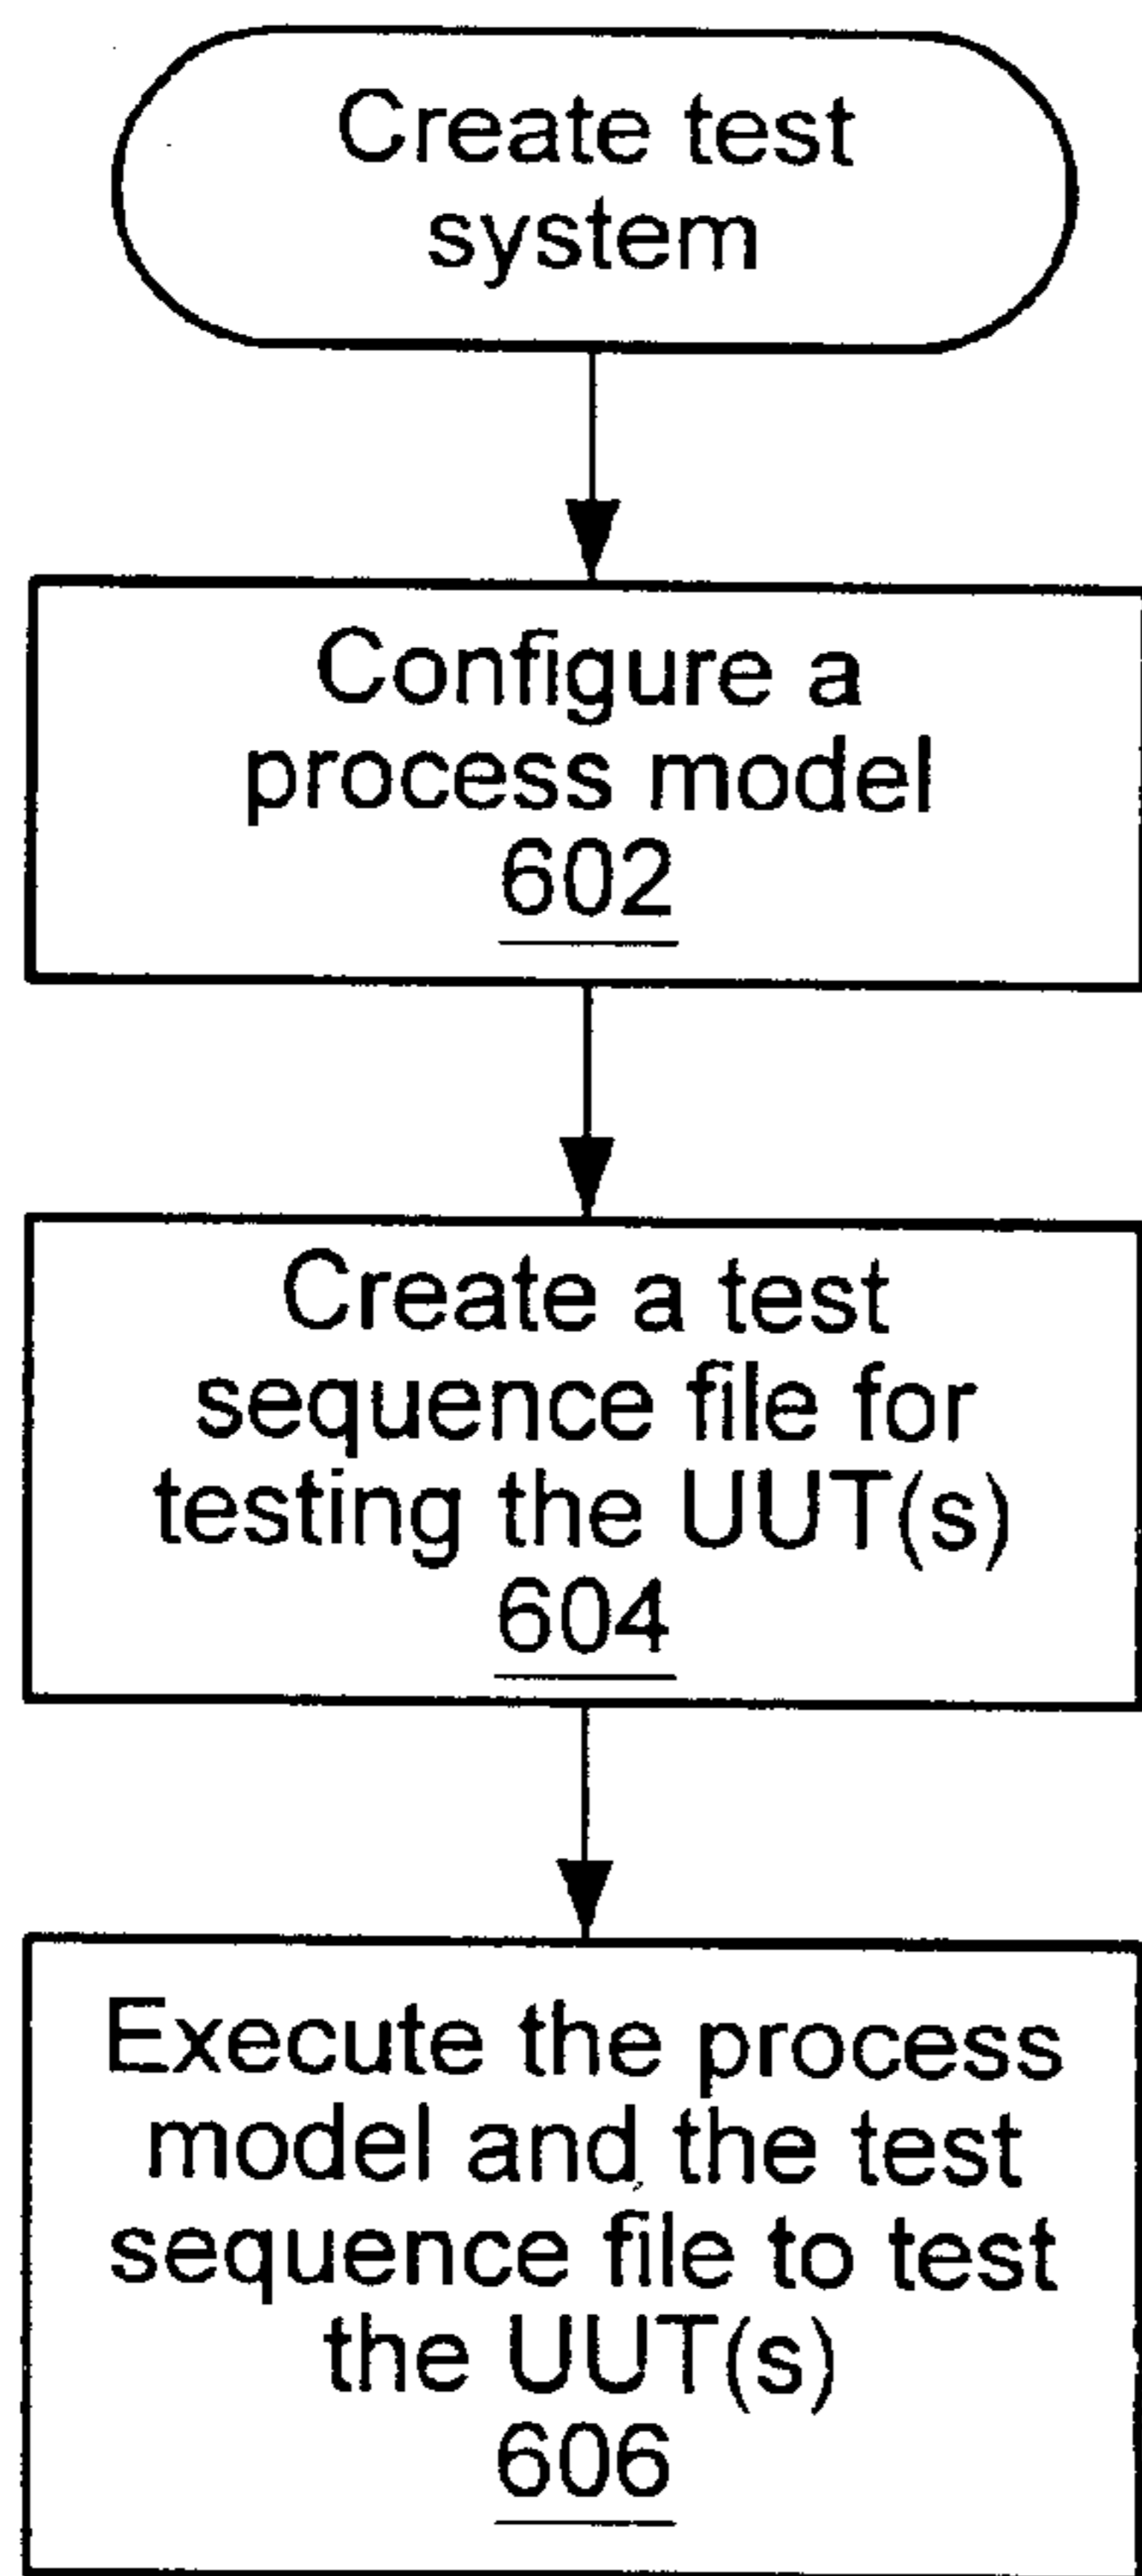 Create test
system
Configure a
process model
602
Create a test
sequence file for
testing the UUT(s)
604
Execute the process
model and the test
sequence file to test
the UUT(s)
606